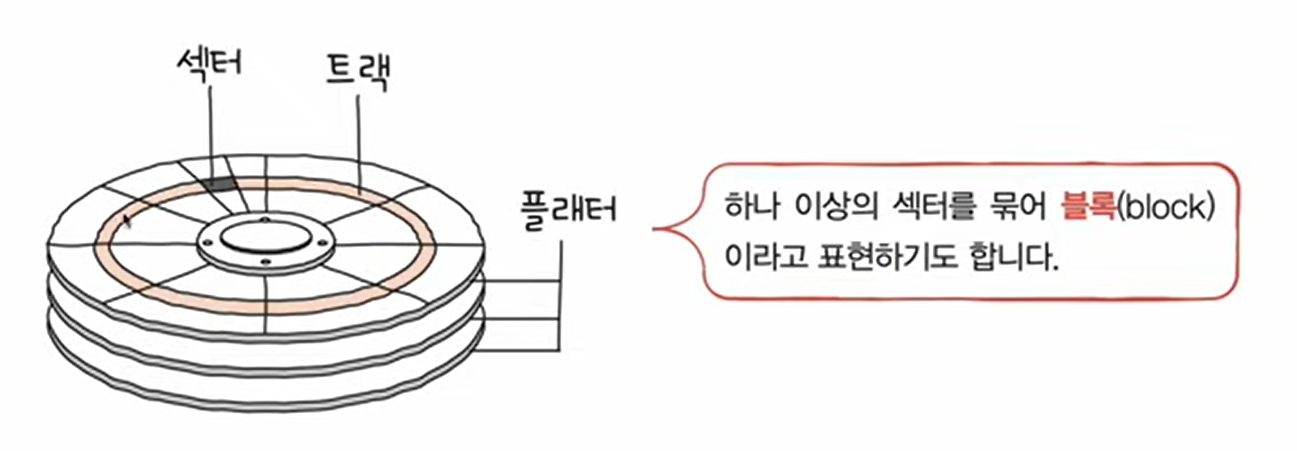 섹터
트랙
플래터
하나 이상의 섹터를 묶어 블록(block)
이라고 표현하기도 합니다.